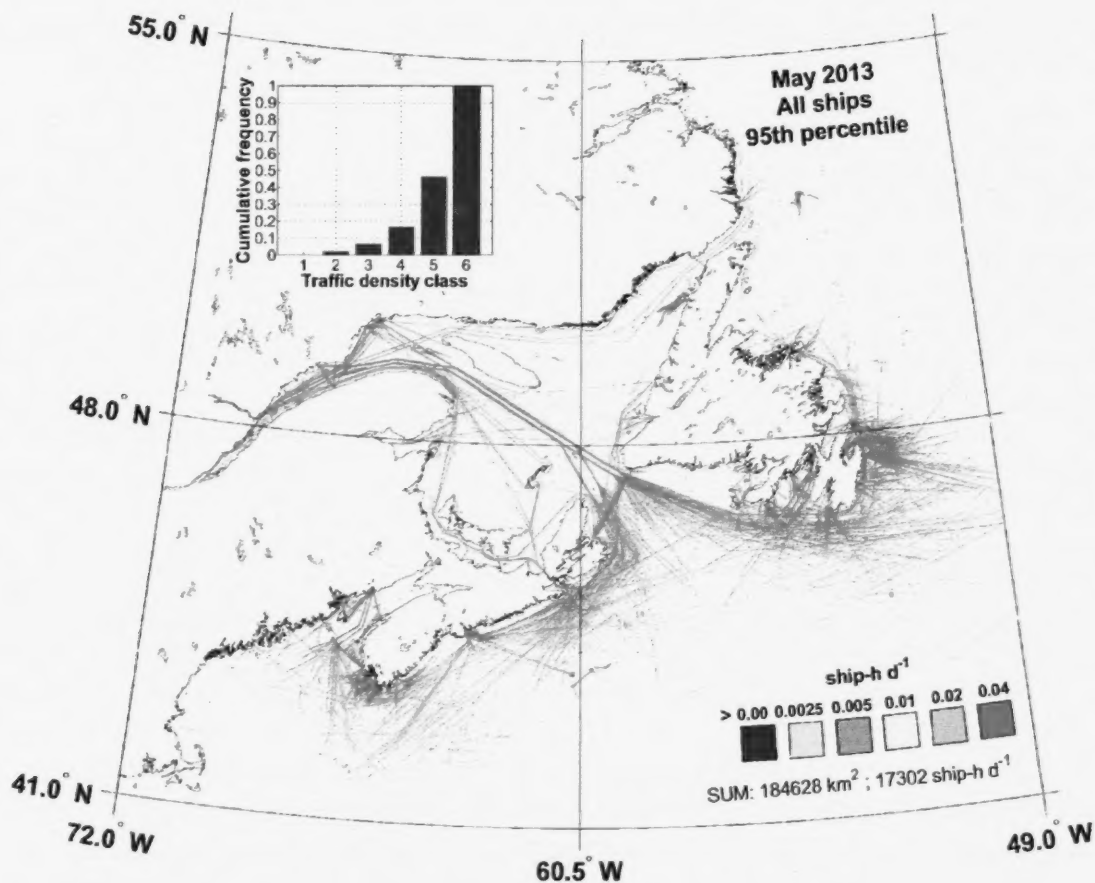 55.0° N
May 2013
All ships
95th percentile
Cumulative frequency
1
0.9
0.8
0.7
0.6
0.5
0.4
0.3
0.2
0.1
0
1 2 3 4 5 6
Traffic density class
48.0° N
ship-h d⁻¹
> 0.00 0.0025 0.005 0.01 0.02 0.04
SUM: 184628 km² ; 17302 ship-h d⁻¹
41.0° N
72.0° W
60.5° W
49.0° W